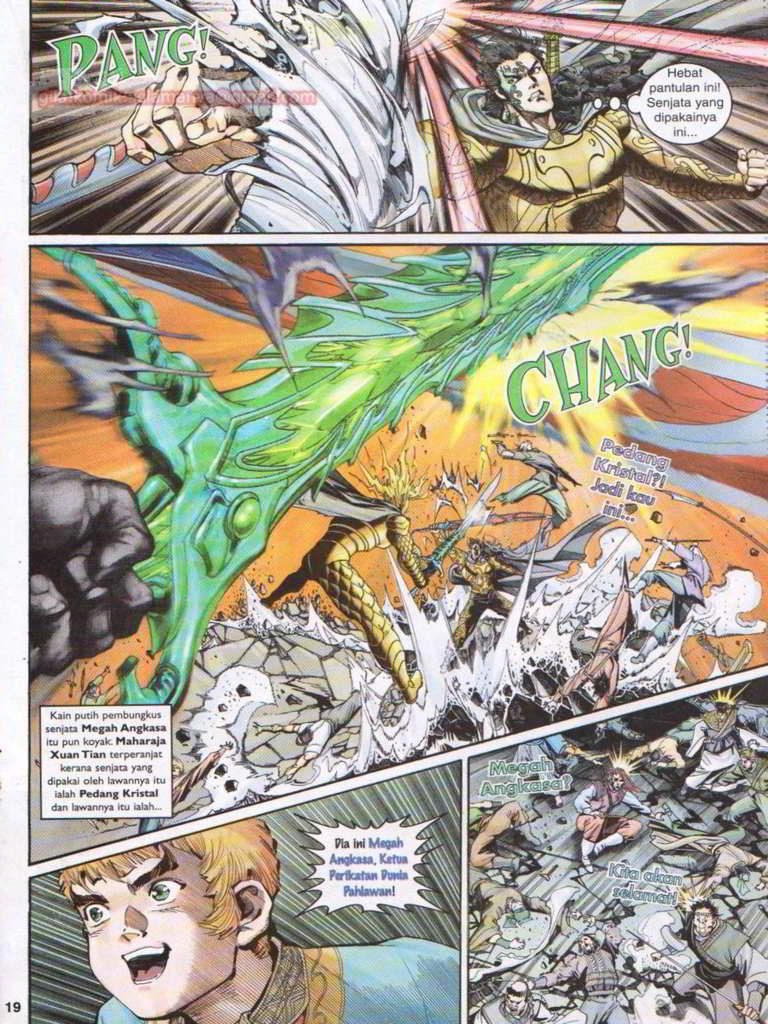 PANG!
Hebat
pantulan ini!
Senjata yang
dipakainya
ini...
CHANG!
Pedang
Kristal?!
Jadi kau
ini...
Kain putih pembungkus
senjata Megah Angkasa
itu pun koyak. Maharaja
Xuan Tian terperanjat
kerana senjata yang
dipakai oleh lawannya itu
ialah Pedang Kristal
dan lawannya itu ialah...
Dia ini Megah
Angkasa, Ketua
Perikatan Dunia
Pahlawan!
Megah
Angkasa?
Kita akan
selamat!
19